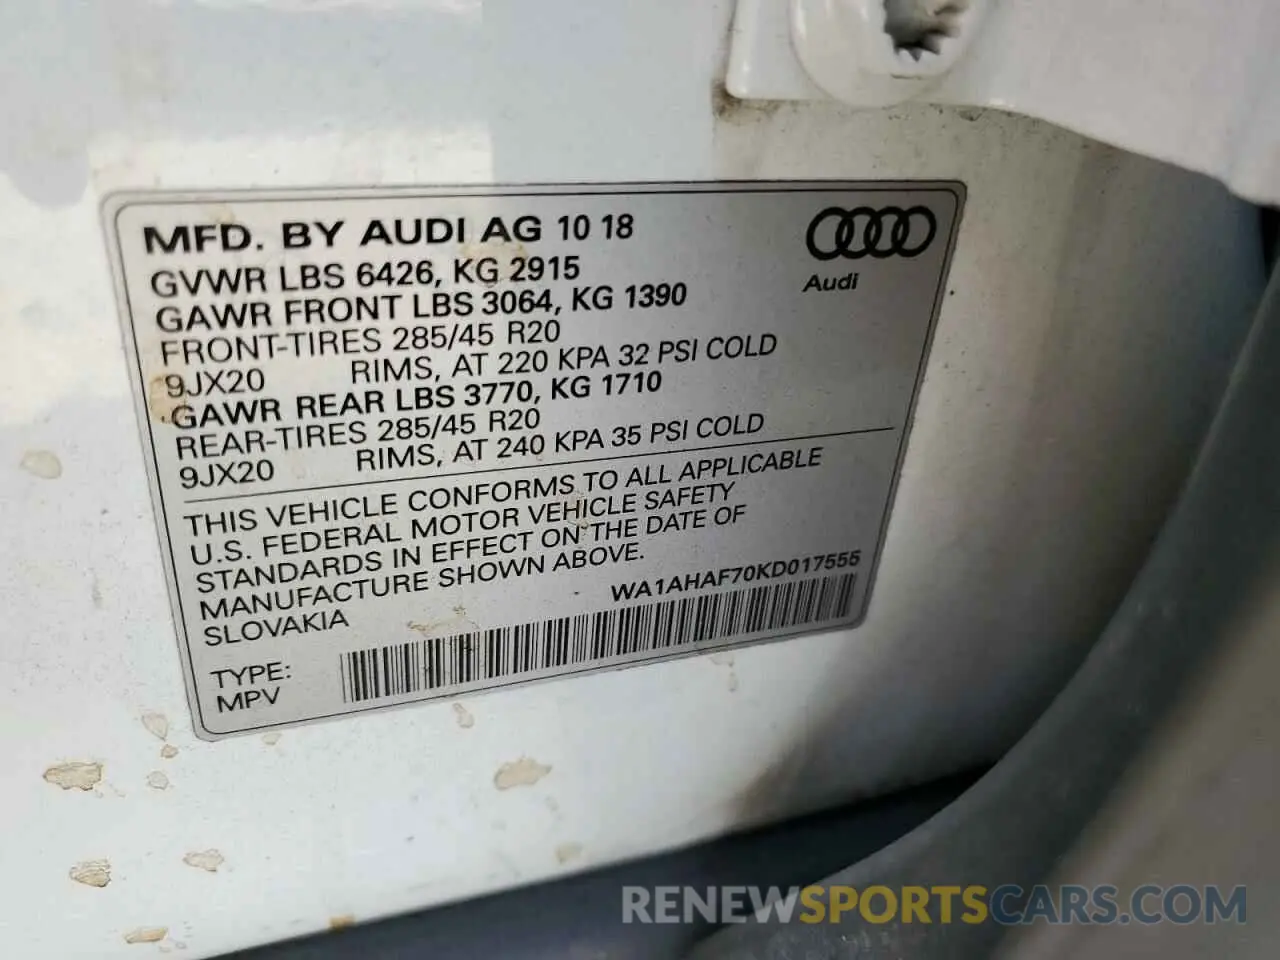 MFD. BY AUDI AG 10 18
GVWR LBS 6426, KG 2915
GAWR FRONT LBS 3064, KG 1390
FRONT-TIRES 285/45 R20
9JX20 RIMS, AT 220 KPA 32 PSI COLD
GAWR REAR LBS 3770, KG 1710
REAR-TIRES 285/45 R20
9JX20 RIMS, AT 240 KPA 35 PSI COLD
Audi
THIS VEHICLE CONFORMS TO ALL APPLICABLE
U.S. FEDERAL MOTOR VEHICLE SAFETY
STANDARDS IN EFFECT ON THE DATE OF
MANUFACTURE SHOWN ABOVE.
SLOVAKIA
WA1AHAF70KD017555
TYPE:
MPV
RENEWSPORTSCARS.COM